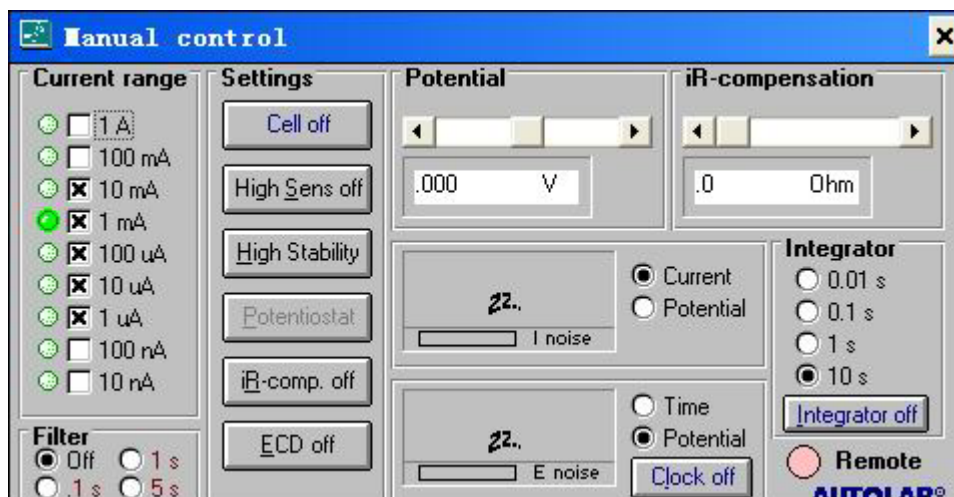 Manual control
Current range
1 A
100 mA
10 mA
1 mA
100 uA
10 uA
1 uA
100 nA
10 nA
Filter
Off
1 s
.1 s
5 s
Settings
Cell off
High Sens off
High Stability
Potentiostat
iR-comp. off
ECD off
Potential
.000 V
iR-compensation
.0 Ohm
Current
Potential
I noise
Time
Potential
E noise
Clock off
Integrator
0.01 s
0.1 s
1 s
10 s
Integrator off
Remote
AUTOLAB®